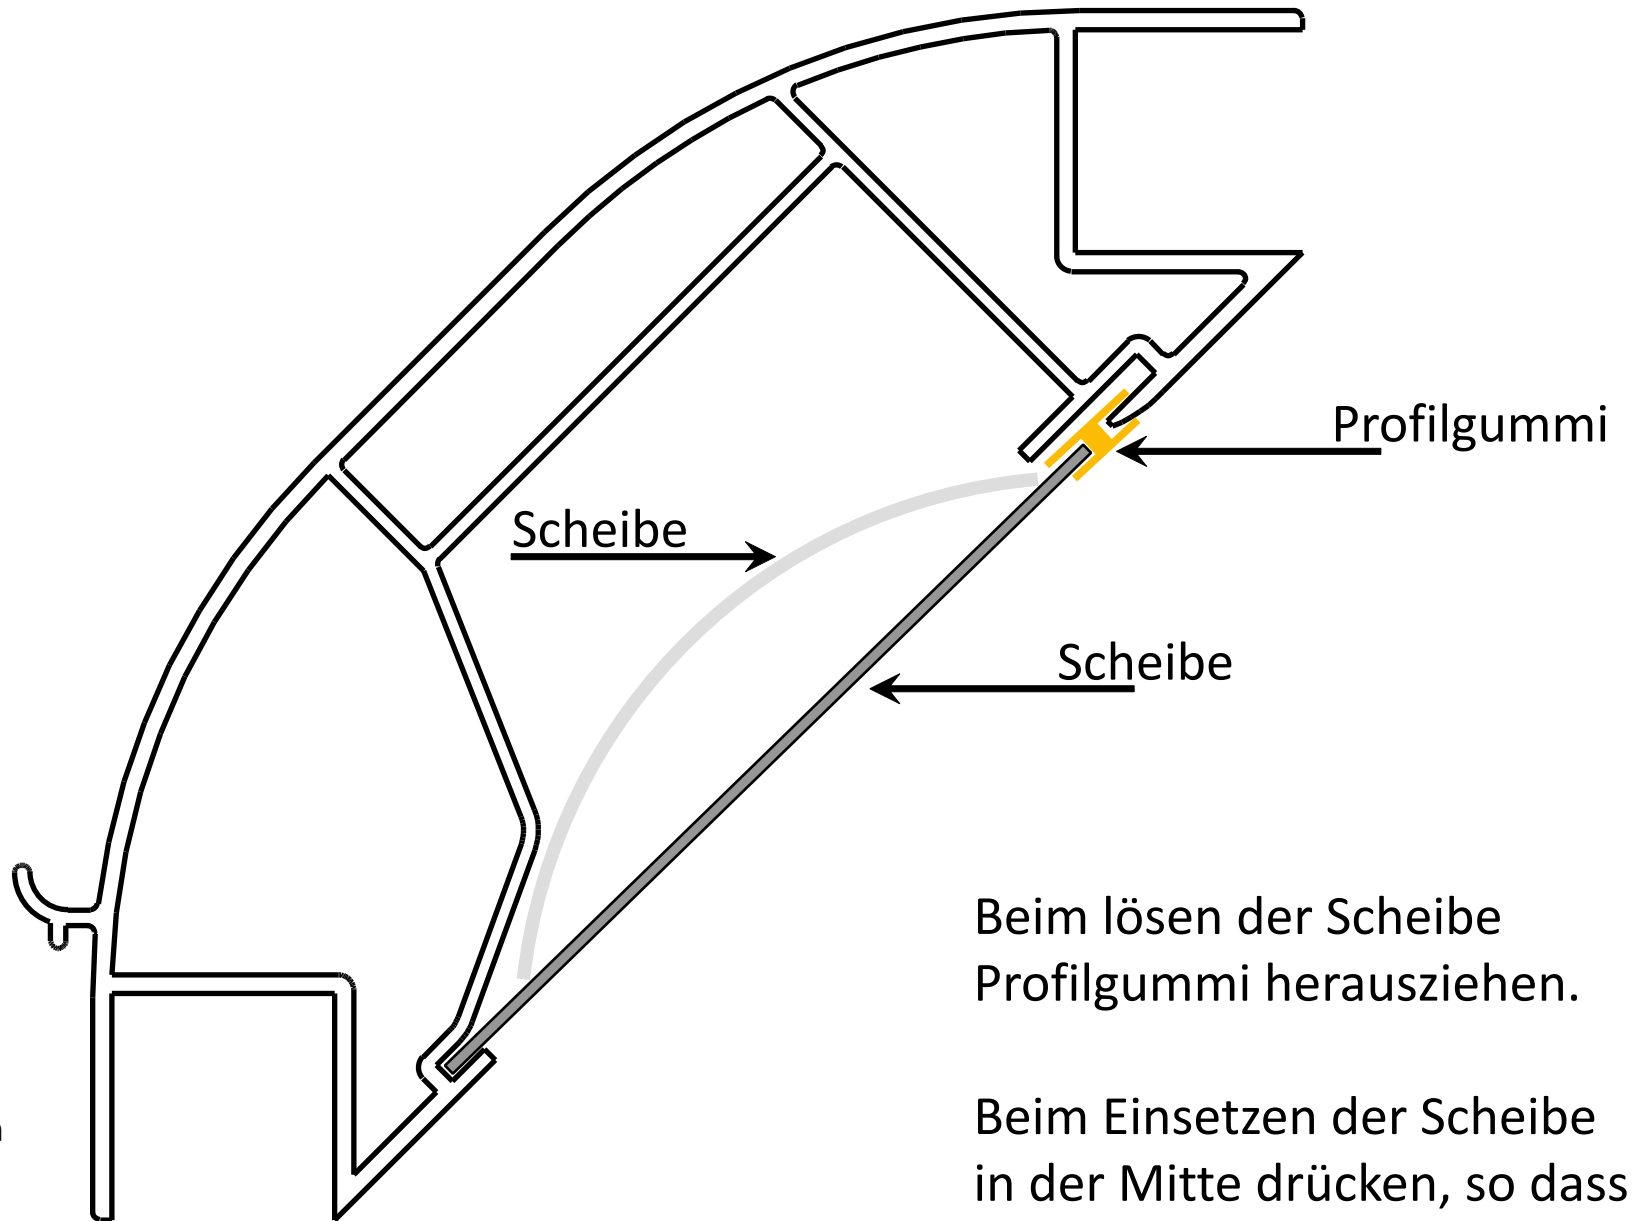 Profilgummi
Scheibe
Scheibe
Beim lösen der Scheibe
Profilgummi herausziehen.
Beim Einsetzen der Scheibe
in der Mitte drücken, so dass